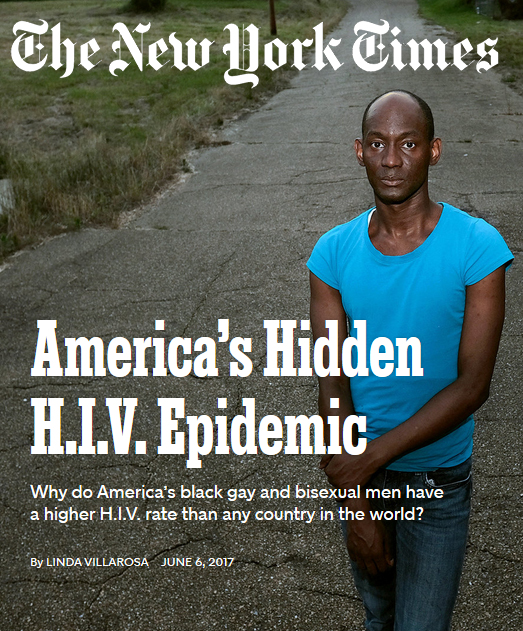 The New York Times
America's Hidden
H.I.V. Epidemic
Why do America's black gay and bisexual men have
a higher H.I.V. rate than any country in the world?
By LINDA VILLAROSA JUNE 6, 2017